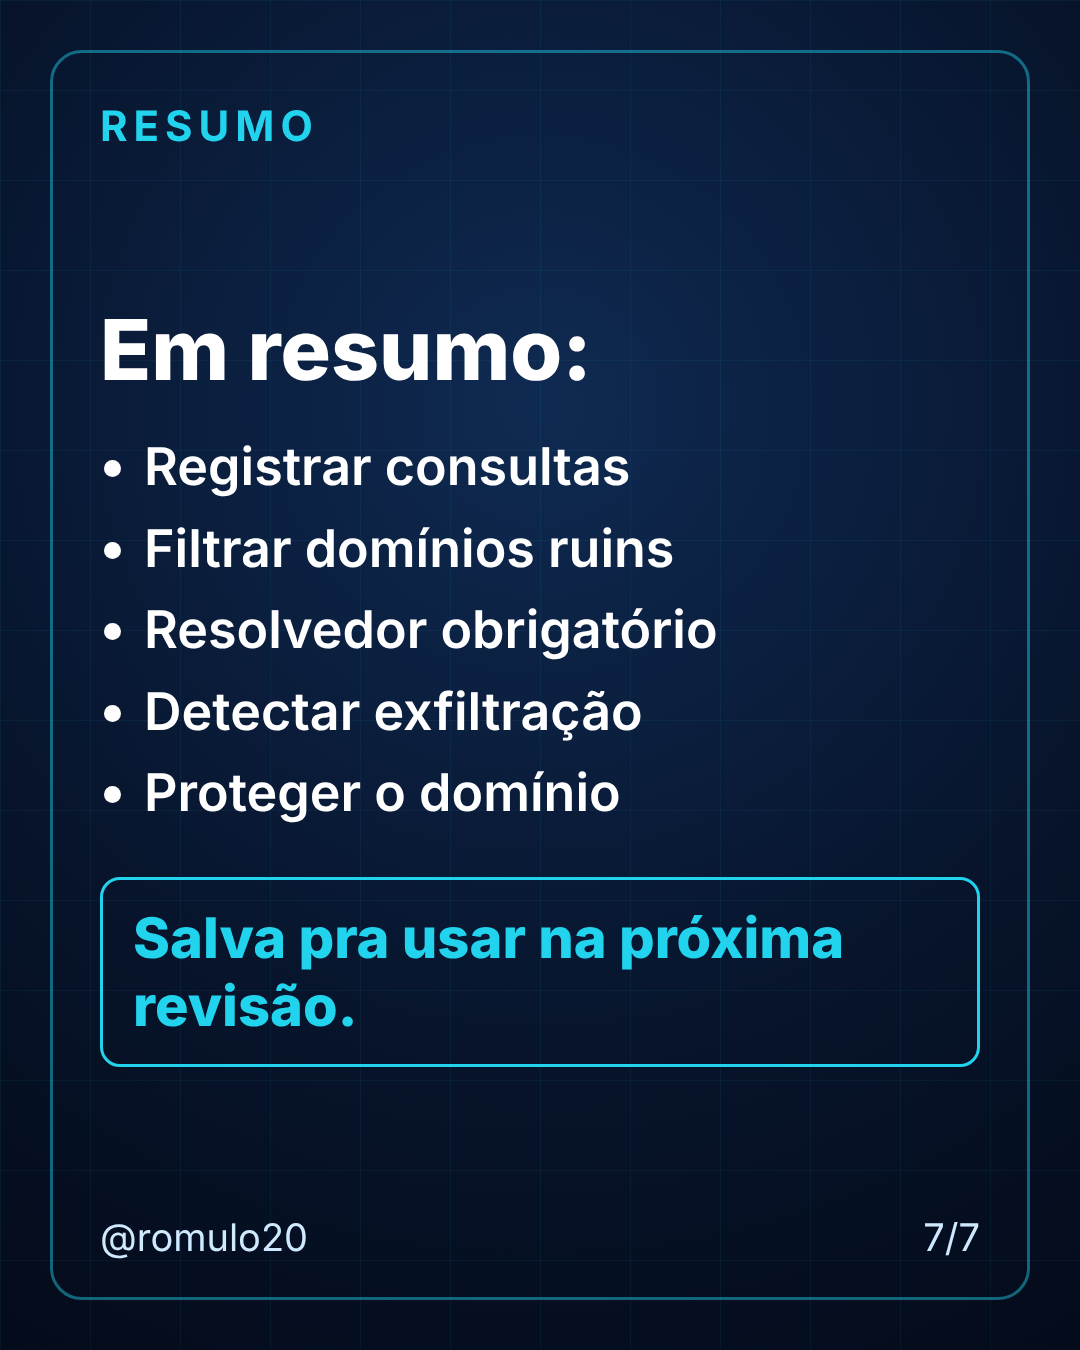 RESUMO
Em resumo:
• Registrar consultas
• Filtrar domínios ruins
• Resolvedor obrigatório
• Detectar exfiltração
• Proteger o domínio
Salva pra usar na próxima
revisão.
@romulo20
7/7